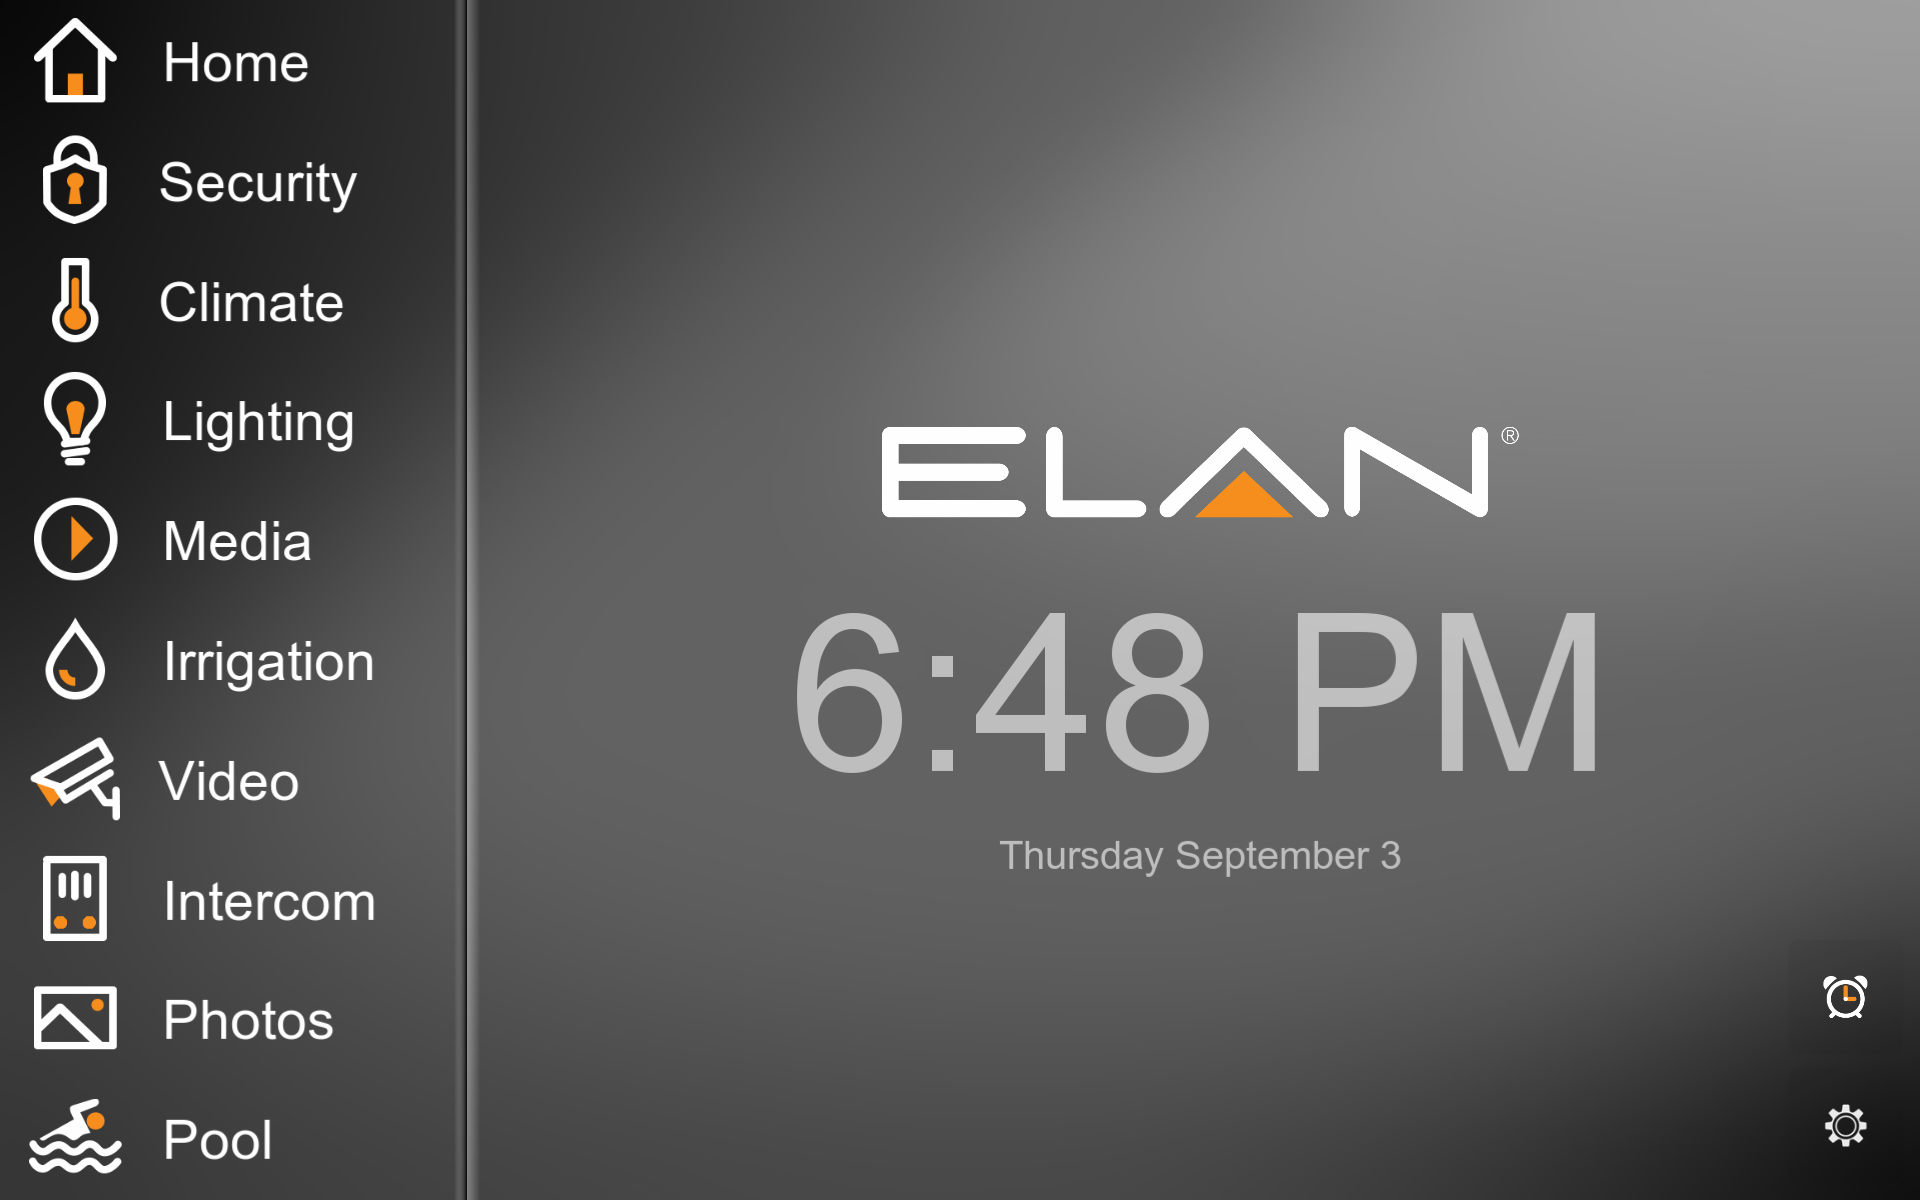 Home
Security
Climate
Lighting
Media
Irrigation
Video
Intercom
Photos
Pool
ELAN®
6:48 PM
Thursday September 3